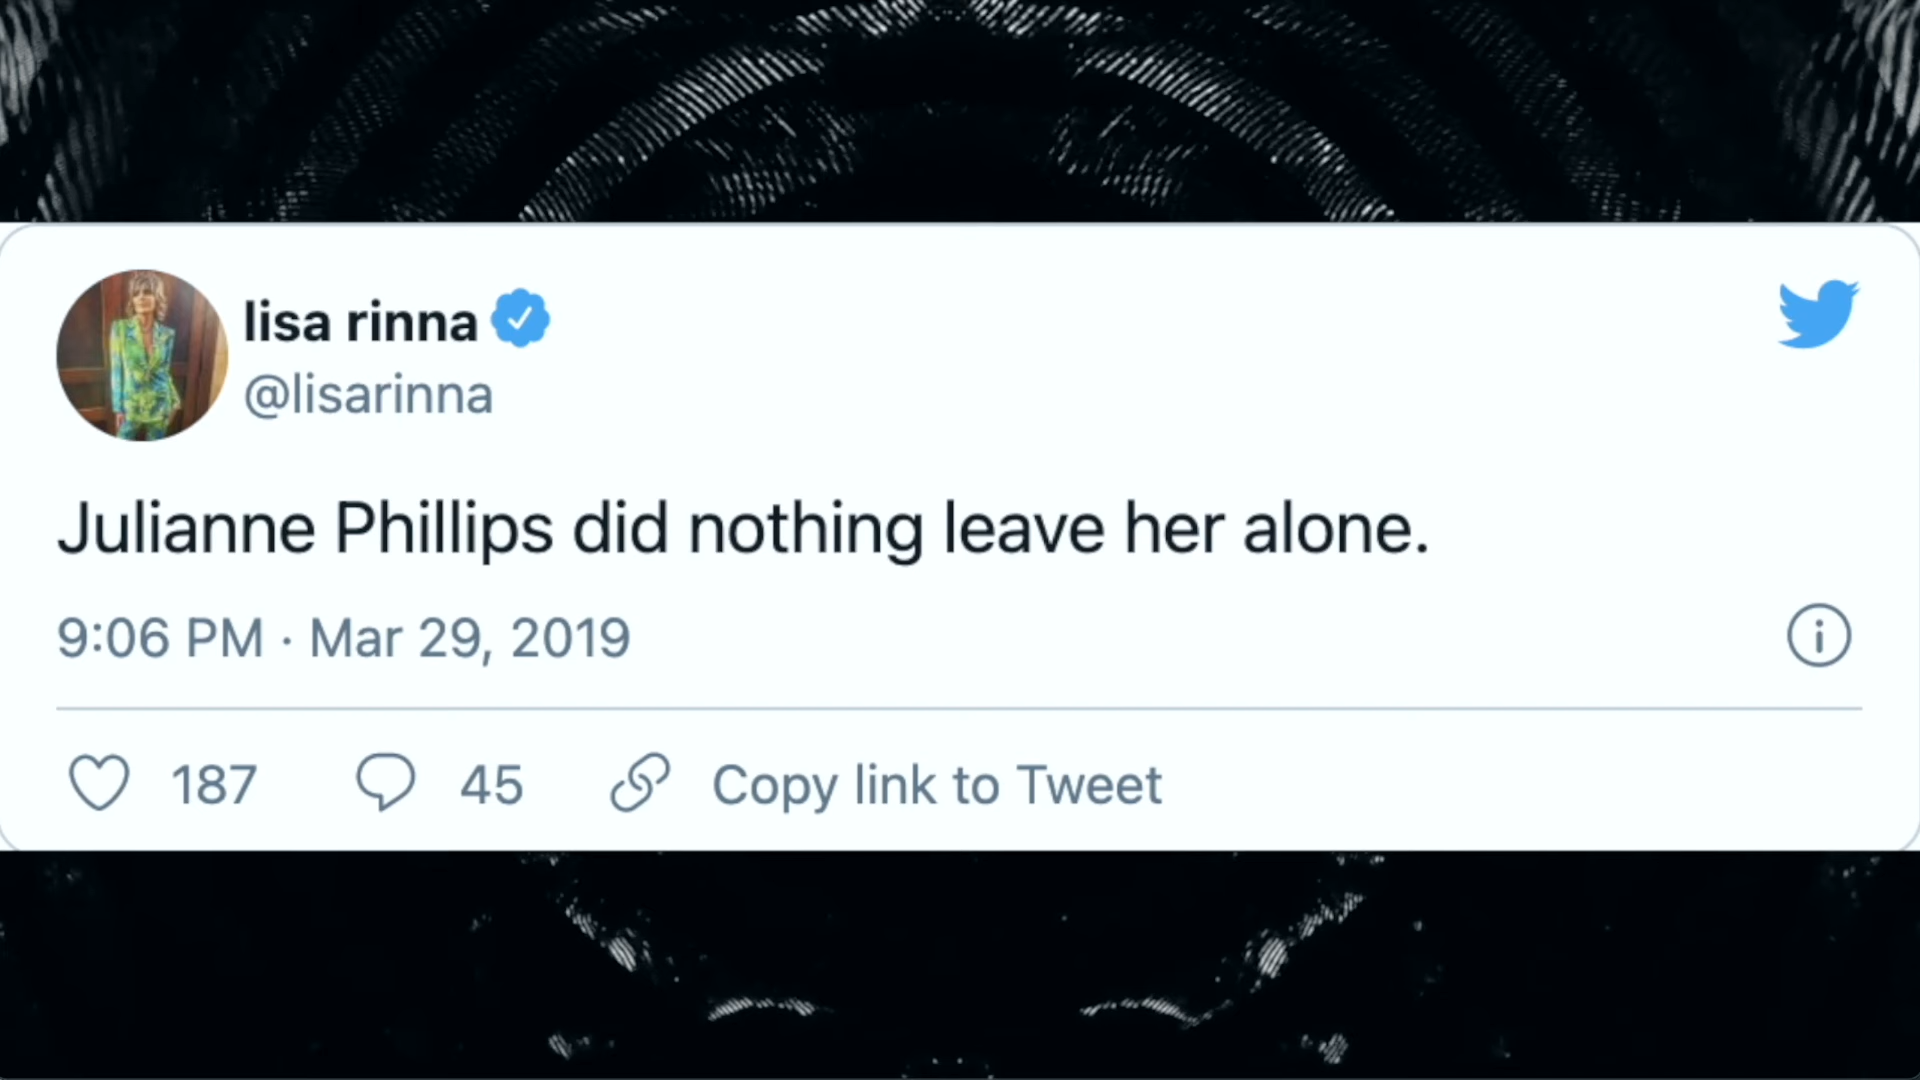 lisa rinna
@lisarinna
Julianne Phillips did nothing leave her alone.
9:06 PM · Mar 29, 2019
187 45 Copy link to Tweet